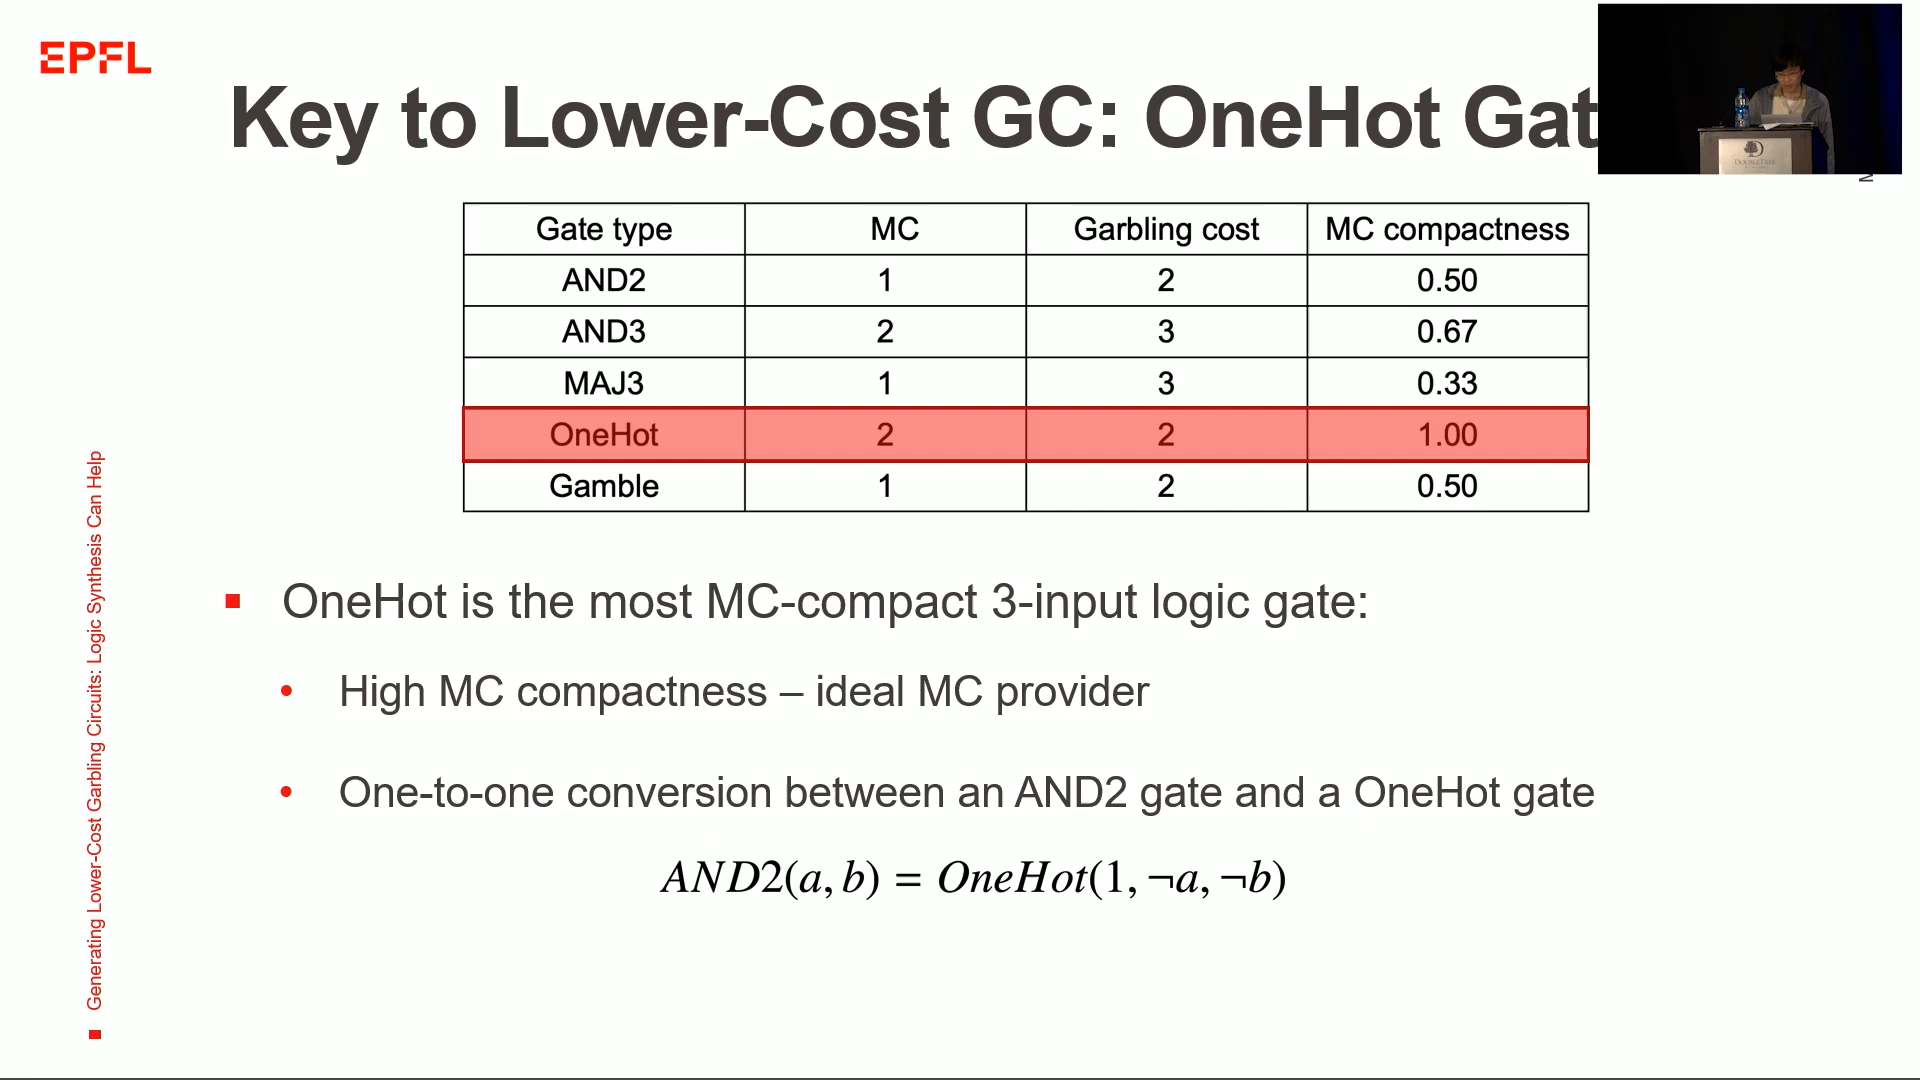 EPFL
Key to Lower-Cost GC: OneHot Gat
Gate type MC Garbling cost MC compactness
AND2 1 2 0.50
AND3 2 3 0.67
MAJ3 1 3 0.33
OneHot 2 2 1.00
Gamble 1 2 0.50
OneHot is the most MC-compact 3-input logic gate:
High MC compactness – ideal MC provider
One-to-one conversion between an AND2 gate and a OneHot gate
AND2(a, b) = OneHot(1, ¬a, ¬b)
Generating Lower-Cost Garbling Circuits: Logic Synthesis Can Help
DOUBLETREE